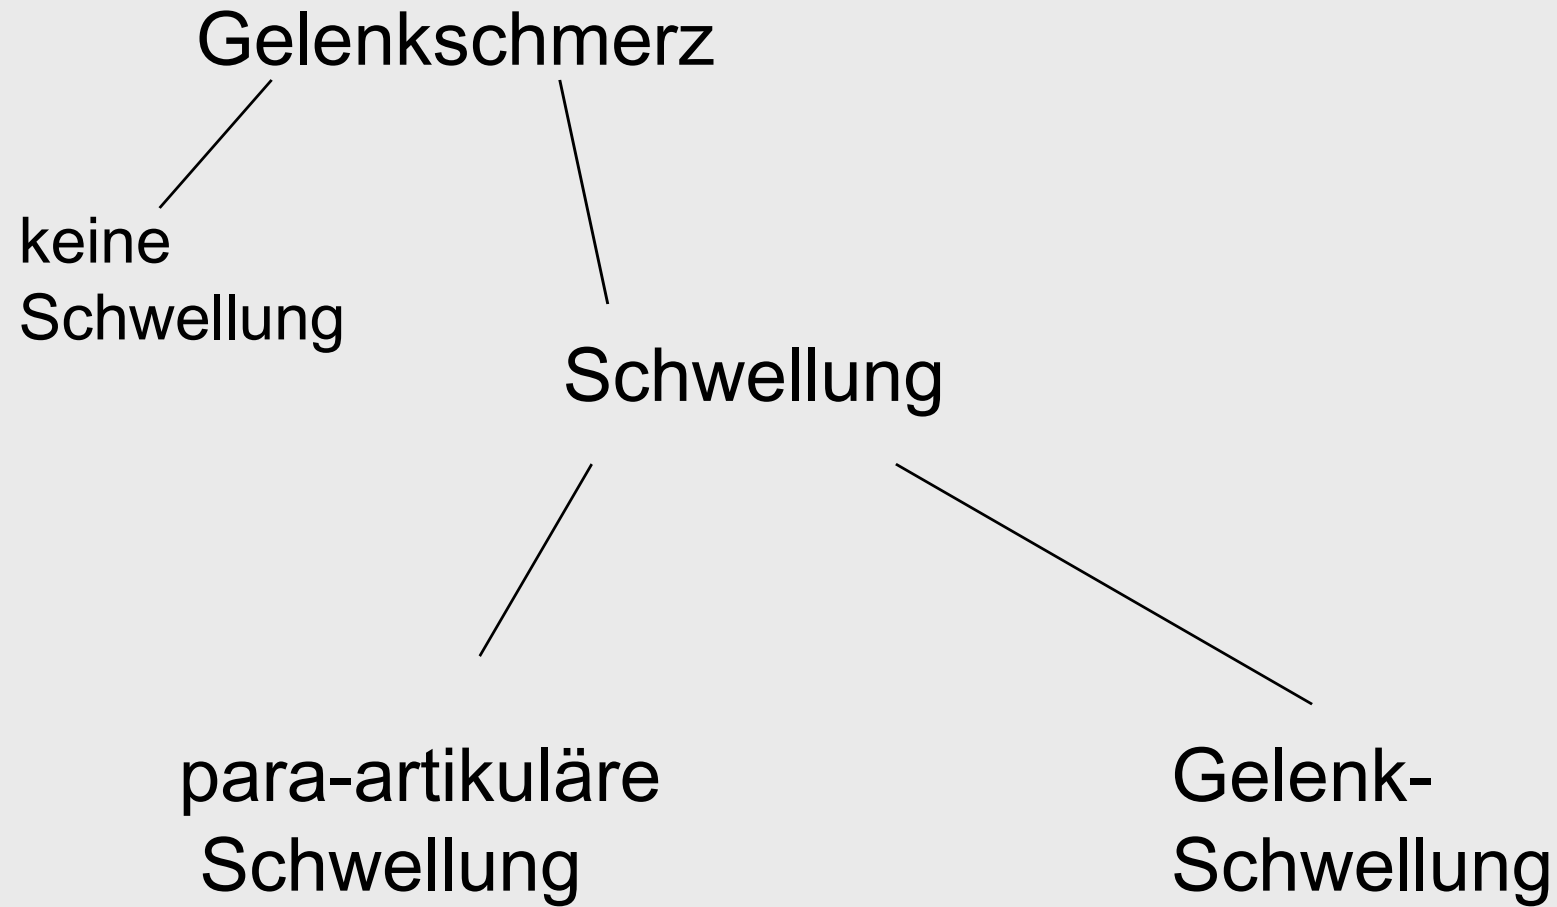 Gelenkschmerz
keine
Schwellung
Schwellung
para-artikuläre
Schwellung
Gelenk-
Schwellung